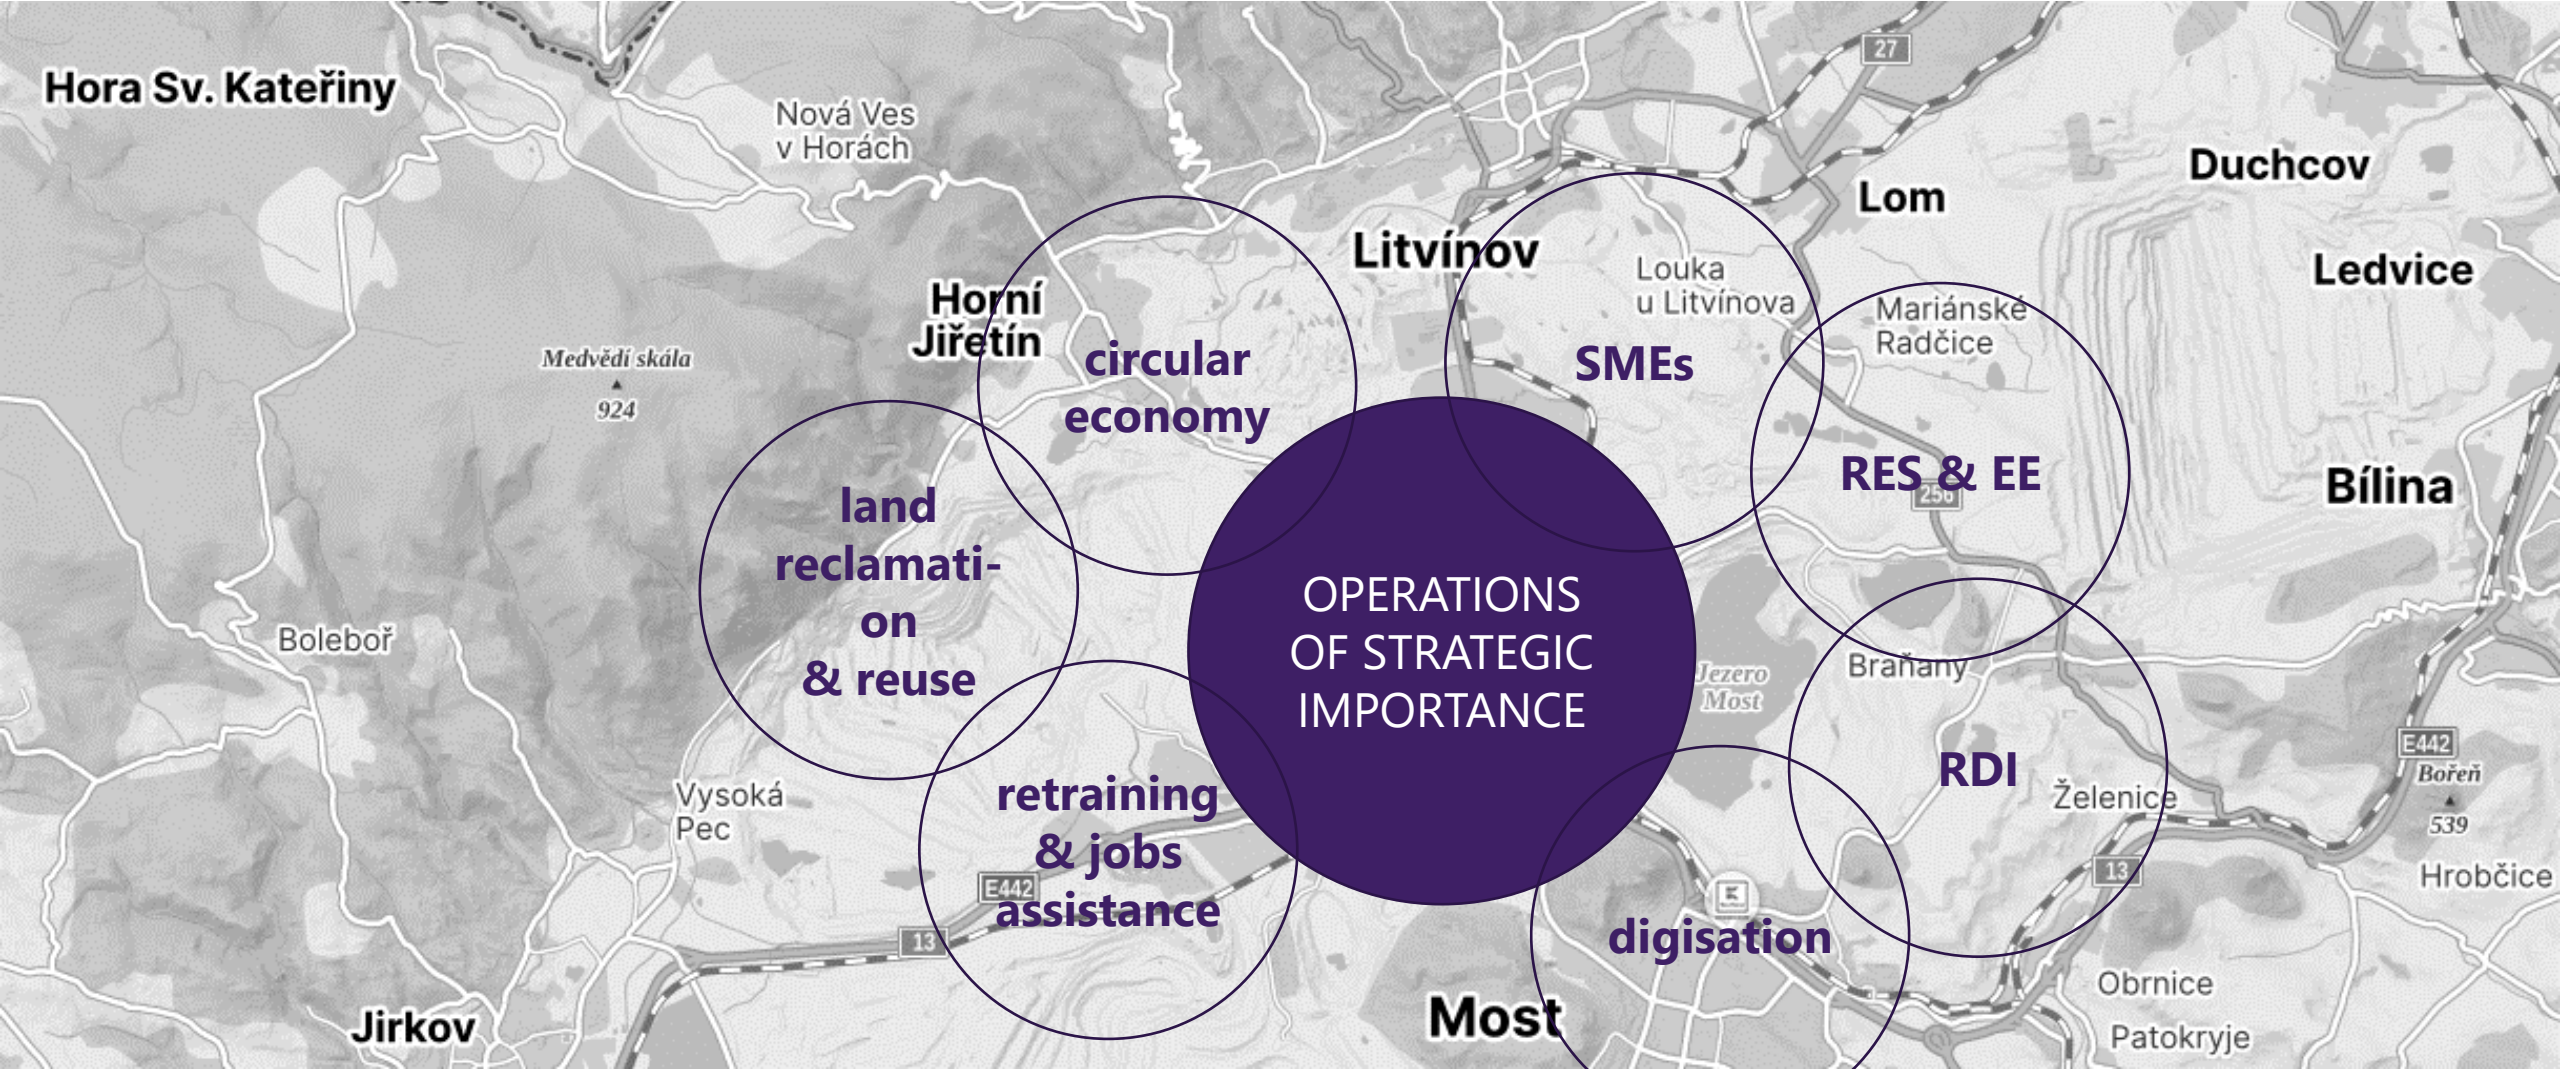 27
Hora Sv. Kateřiny
Nová Ves
v Horách
Duchcov
Lom
Litvínov
Louka
u Litvínova
Ledvice
Horní
Jiřetín
Mariánské
Radčice
Medvědí skála
924
circular
economy
SMEs
RES & EE
256
Bílina
land
reclamati-
on
& reuse
OPERATIONS
OF STRATEGIC
IMPORTANCE
Boleboř
Jezero
Most
Braňany
E442
Bořeň
539
RDI
Želenice
Vysoká
Pec
retraining
& jobs
assistance
E442
13
13
Hrobčice
digisation
Obrnice
Patokryje
Most
Jirkov